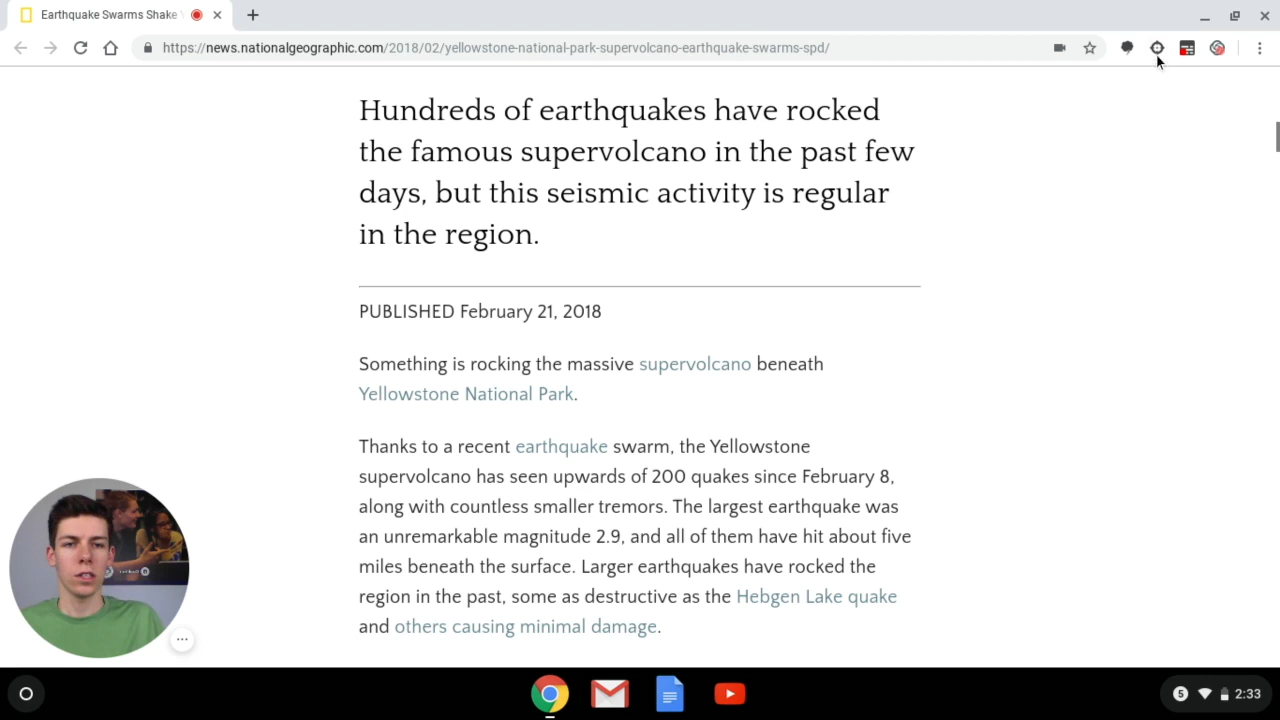 Earthquake Swarms Shake
https://news.nationalgeographic.com/2018/02/yellowstone-national-park-supervolcano-earthquake-swarms-spd/
Hundreds of earthquakes have rocked
the famous supervolcano in the past few
days, but this seismic activity is regular
in the region.
PUBLISHED February 21, 2018
Something is rocking the massive supervolcano beneath
Yellowstone National Park.
Thanks to a recent earthquake swarm, the Yellowstone
supervolcano has seen upwards of 200 quakes since February 8,
along with countless smaller tremors. The largest earthquake was
an unremarkable magnitude 2.9, and all of them have hit about five
miles beneath the surface. Larger earthquakes have rocked the
region in the past, some as destructive as the Hebgen Lake quake
and others causing minimal damage.
5
2:33